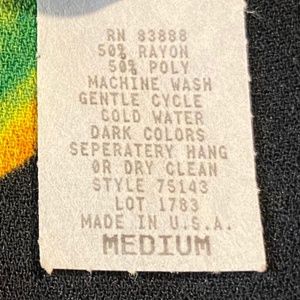 RN 83888
50% RAYON
50% POLY
MACHINE WASH
GENTLE CYCLE
COLD WATER
DARK COLORS
SEPERATERY HANG
OR DRY CLEAN
STYLE 75143
LOT 1783
MADE IN U.S.A.
MEDIUM